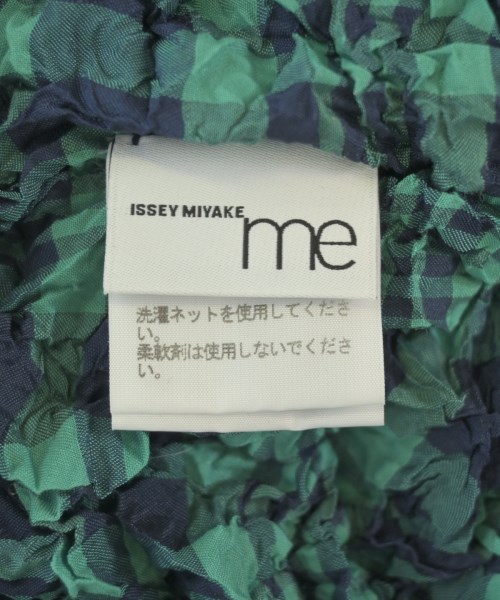 ISSEY MIYAKE
me
洗濯ネットを使用してくださ
い。
柔軟剤は使用しないでくださ
い。